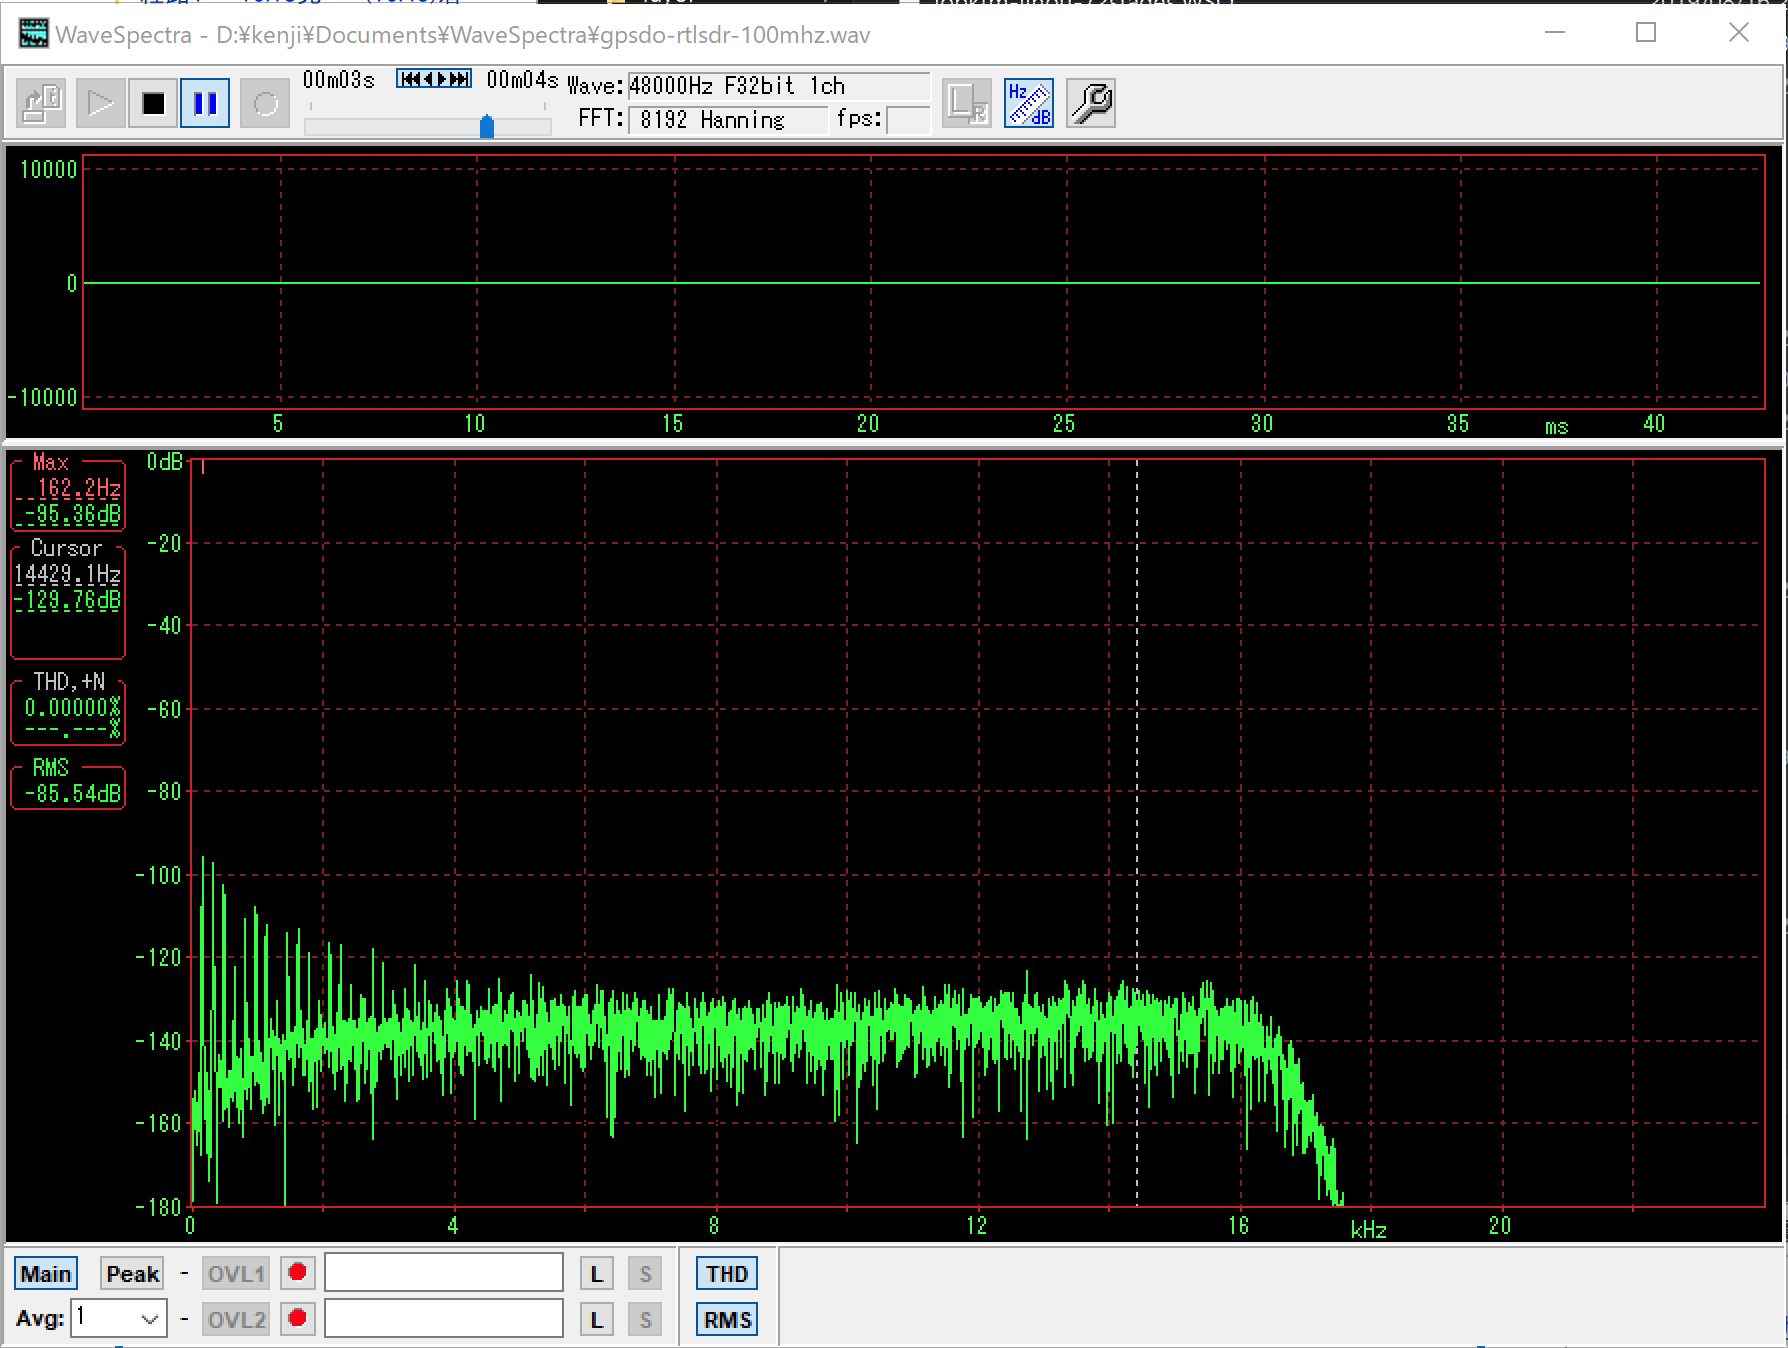 WaveSpectra - D:¥kenji¥Documents¥WaveSpectra¥gpsdo-rtlsdr-100mhz.wav
00m03s 00m04s Wave: 48000Hz F32bit 1ch
FFT: 8192 Hanning fps:
L R
Hz dB
10000
0
-10000
5 10 15 20 25 30 35 ms 40
Max
162.2Hz
-95.36dB
Cursor
14429.1Hz
-129.76dB
THD,+N
0.00000%
---.---%
RMS
-85.54dB
0dB
-20
-40
-60
-80
-100
-120
-140
-160
-180
0 4 8 12 16 kHz 20
Main Peak - OVL1 L S THD
Avg: 1 - OVL2 L S RMS